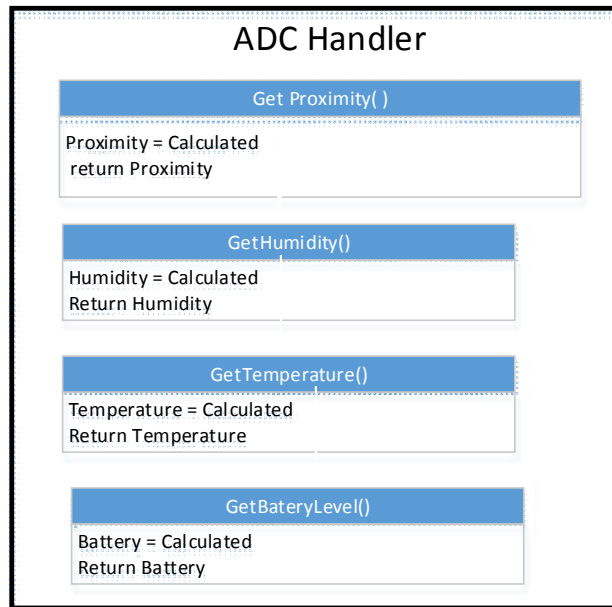 ADC Handler
Get Proximity( )
Proximity = Calculated
return Proximity
GetHumidity()
Humidity = Calculated
Return Humidity
GetTemperature()
Temperature = Calculated
Return Temperature
GetBateryLevel()
Battery = Calculated
Return Battery